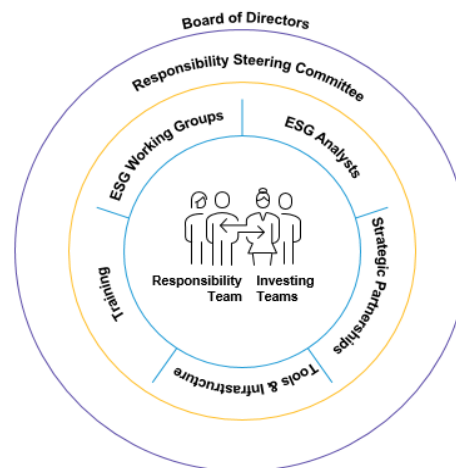 Board of Directors
Responsibility Steering Committee
ESG Working Groups
ESG Analysts
Strategic Partnerships
Tools & Infrastructure
Training
Responsibility
Team
Investing
Teams